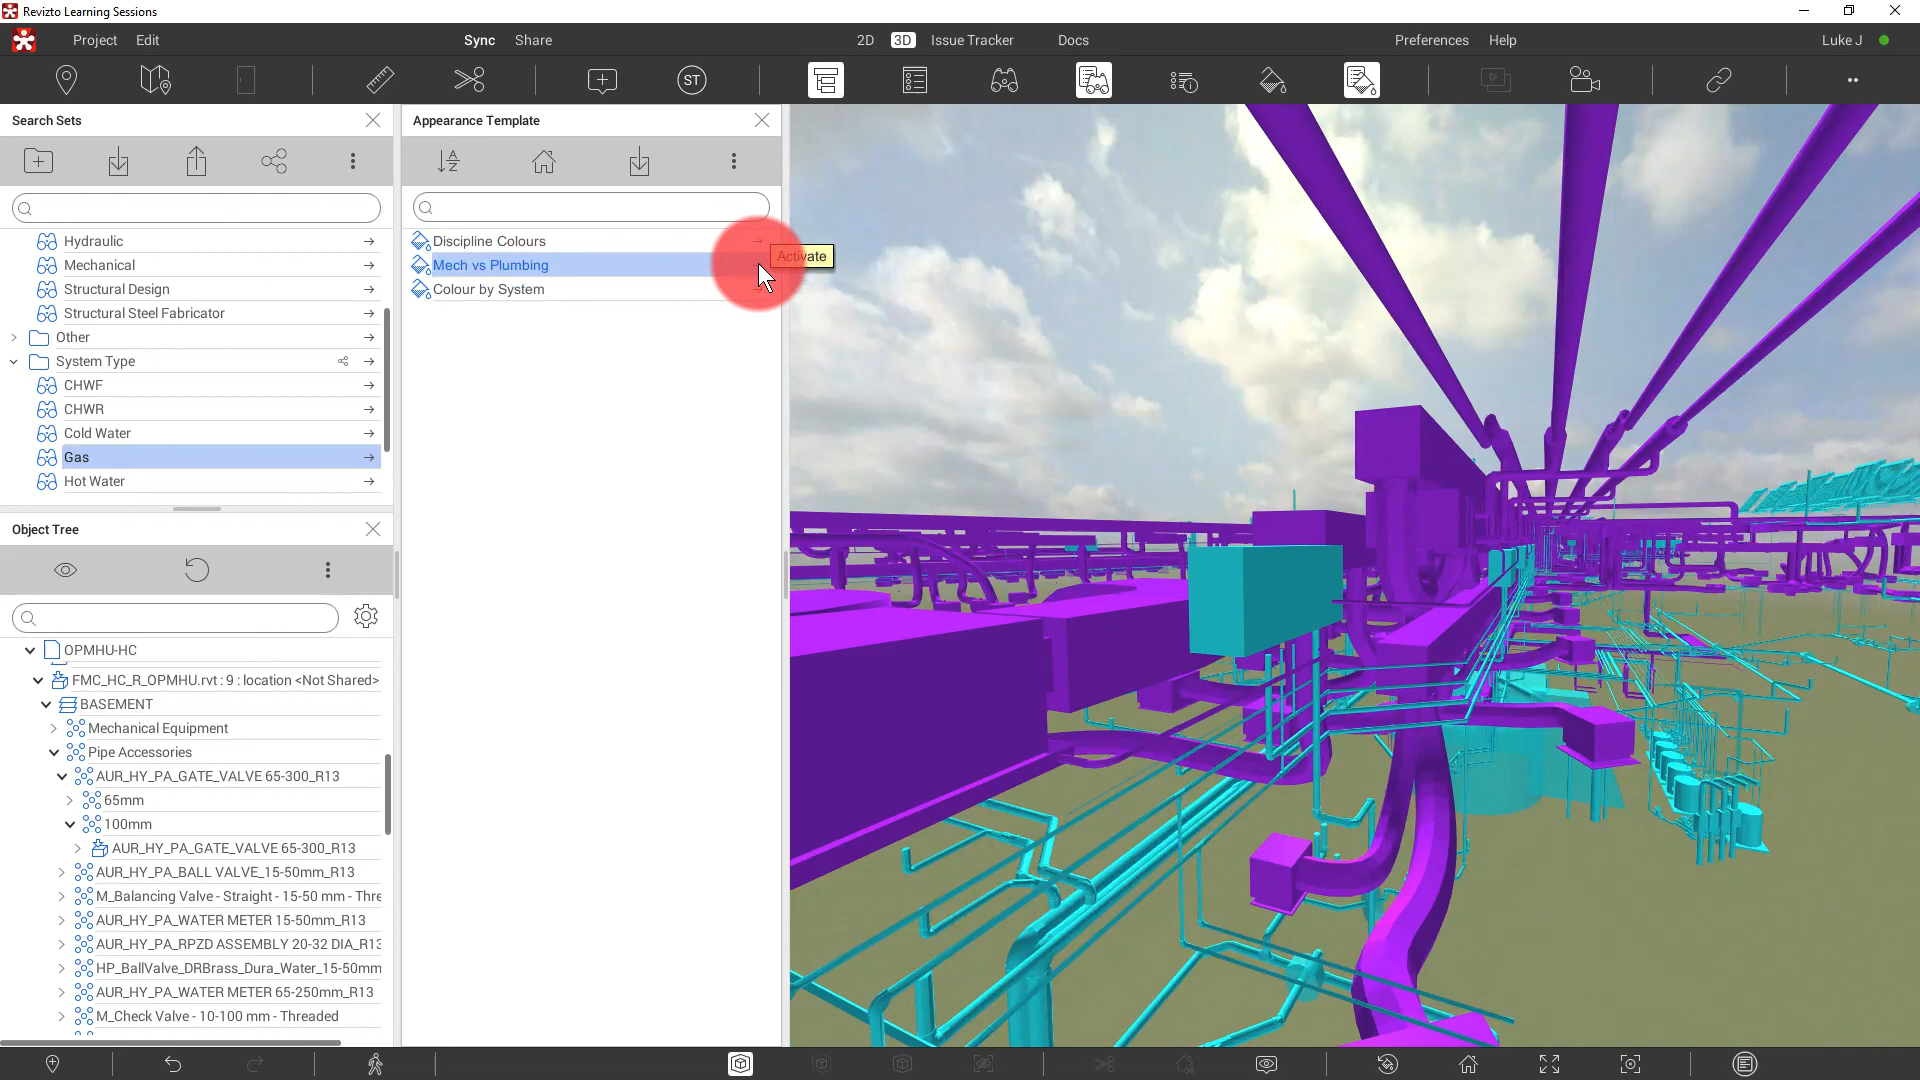 Revizto Learning Sessions
Project Edit Sync Share 2D 3D Issue Tracker Docs Preferences Help Luke J
ST
Search Sets
Hydraulic
Mechanical
Structural Design
Structural Steel Fabricator
Other
System Type
CHWF
CHWR
Cold Water
Gas
Hot Water
Appearance Template
A
Z
Discipline Colours
Mech vs Plumbing
Colour by System
Activate
Object Tree
OPMHU-HC
FMC_HC_R_OPMHU.rvt : 9 : location <Not Shared>
BASEMENT
Mechanical Equipment
Pipe Accessories
AUR_HY_PA_GATE_VALVE 65-300_R13
65mm
100mm
AUR_HY_PA_GATE_VALVE 65-300_R13
AUR_HY_PA_BALL VALVE_15-50mm_R13
M_Balancing Valve - Straight - 15-50 mm - Thre
AUR_HY_PA_WATER METER 15-50mm_R13
AUR_HY_PA_RPZD ASSEMBLY 20-32 DIA_R13
HP_BallValve_DRBrass_Dura_Water_15-50mm
AUR_HY_PA_WATER METER 65-250mm_R13
M_Check Valve - 10-100 mm - Threaded